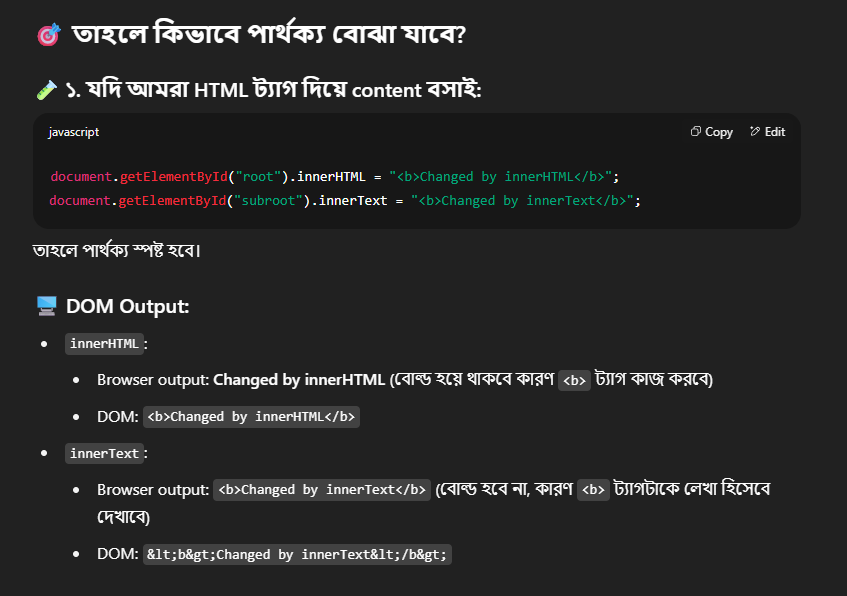 🎯 তাহলে কিভাবে পার্থক্য বোঝা যাবে?
🧪 ১. যদি আমরা HTML ট্যাগ দিয়ে content বসাই:
javascript Copy Edit
document.getElementById("root").innerHTML = "<b>Changed by innerHTML</b>";
document.getElementById("subroot").innerText = "<b>Changed by innerText</b>";
তাহলে পার্থক্য স্পষ্ট হবে।
🖥️ DOM Output:
• innerHTML:
• Browser output: Changed by innerHTML (বোল্ড হয়ে থাকবে কারণ <b> ট্যাগ কাজ করবে)
• DOM: <b>Changed by innerHTML</b>
• innerText:
• Browser output: <b>Changed by innerText</b> (বোল্ড হবে না, কারণ <b> ট্যাগটাকে লেখা হিসেবে
দেখাবে)
• DOM: &lt;b&gt;Changed by innerText&lt;/b&gt;